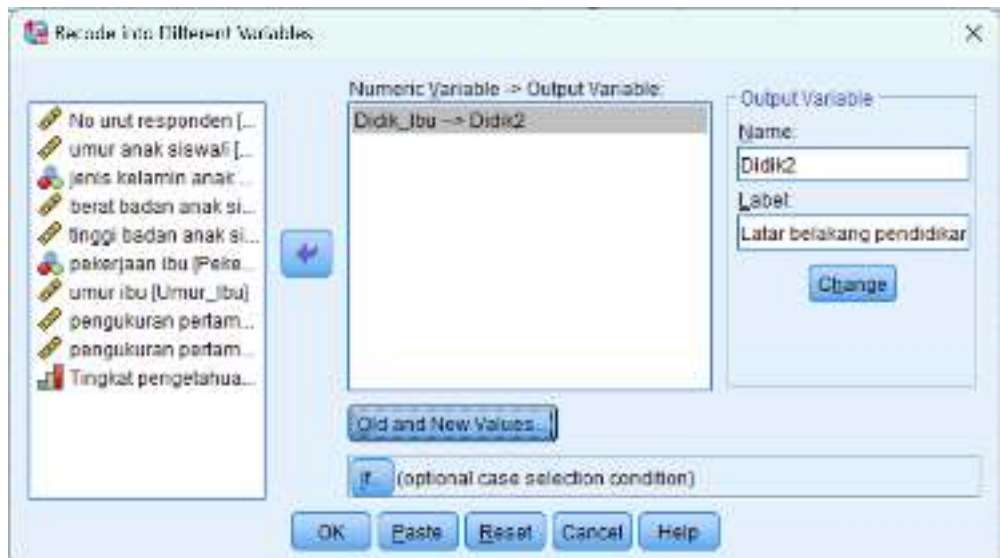 Recode into Different Variables
No urut responden [...
umur anak siswa/i [...
jenis kelamin anak ...
berat badan anak si...
tinggi badan anak si...
pekerjaan ibu [Peke...
umur ibu [Umur_Ibu]
pengukuran pertam...
pengukuran pertam...
Tingkat pengetahua...
Numeric Variable -> Output Variable:
Didik_Ibu --> Didik2
Old and New Values...
If... (optional case selection condition)
Output Variable
Name:
Didik2
Label:
Latar belakang pendidikan
Change
OK Paste Reset Cancel Help